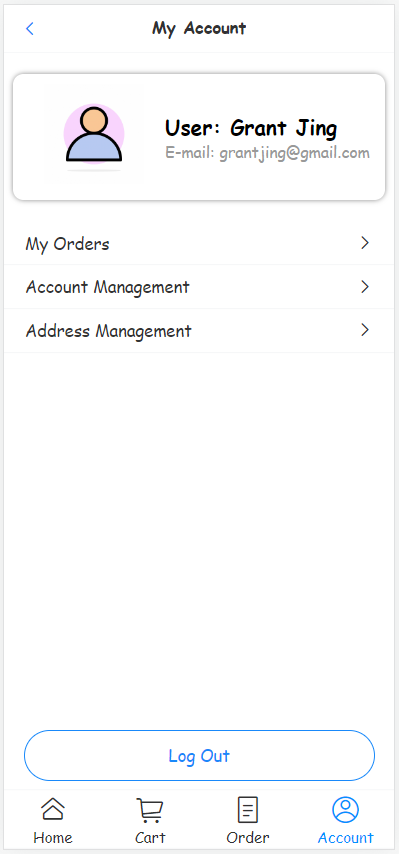 My Account
User: Grant Jing
E-mail: grantjing@gmail.com
My Orders
Account Management
Address Management
Log Out
Home Cart Order Account